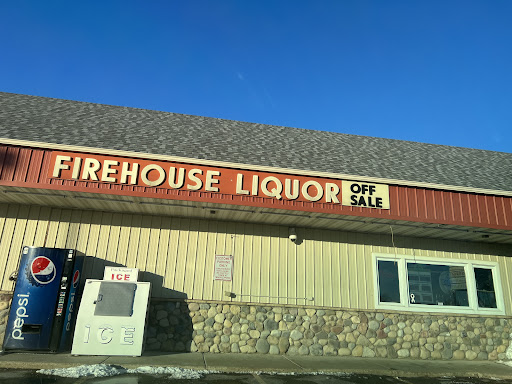 FIREHOUSE LIQUOR
OFF
SALE
pepsi
ICE
ICE